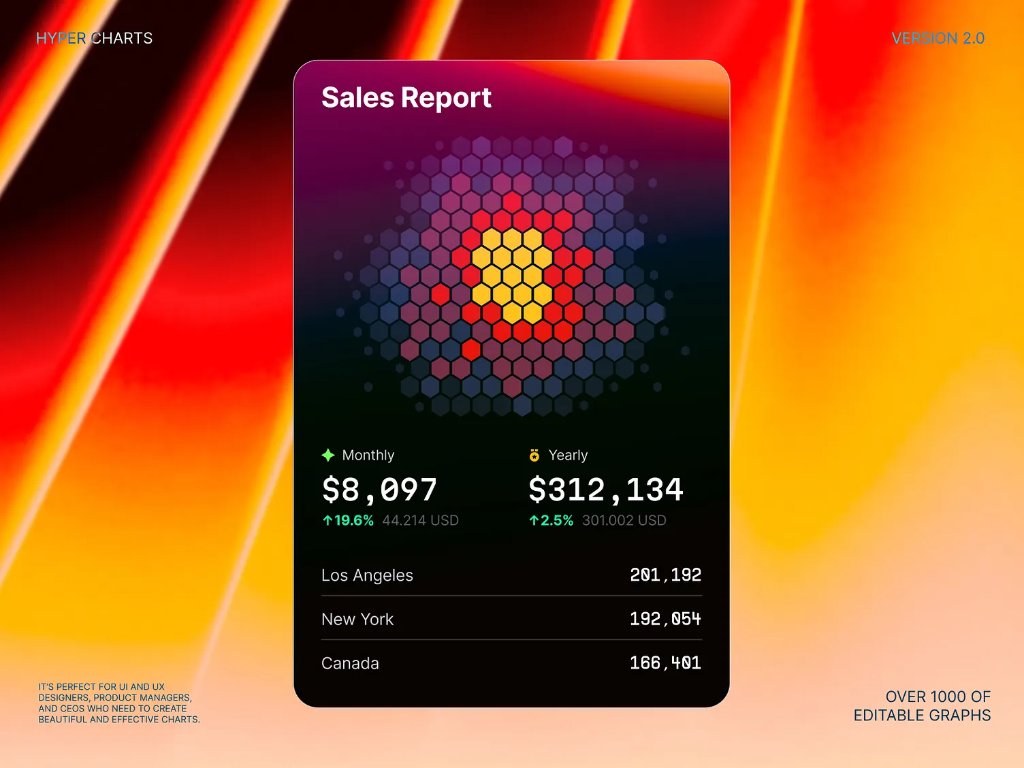 HYPER CHARTS
VERSION 2.0
Sales Report
Monthly
Yearly
$8,097
$312,134
↑19.6% 44.214 USD
↑2.5% 301.002 USD
Los Angeles 201,192
New York 192,054
Canada 166,401
IT'S PERFECT FOR UI AND UX
DESIGNERS, PRODUCT MANAGERS,
AND CEOS WHO NEED TO CREATE
BEAUTIFUL AND EFFECTIVE CHARTS.
OVER 1000 OF
EDITABLE GRAPHS